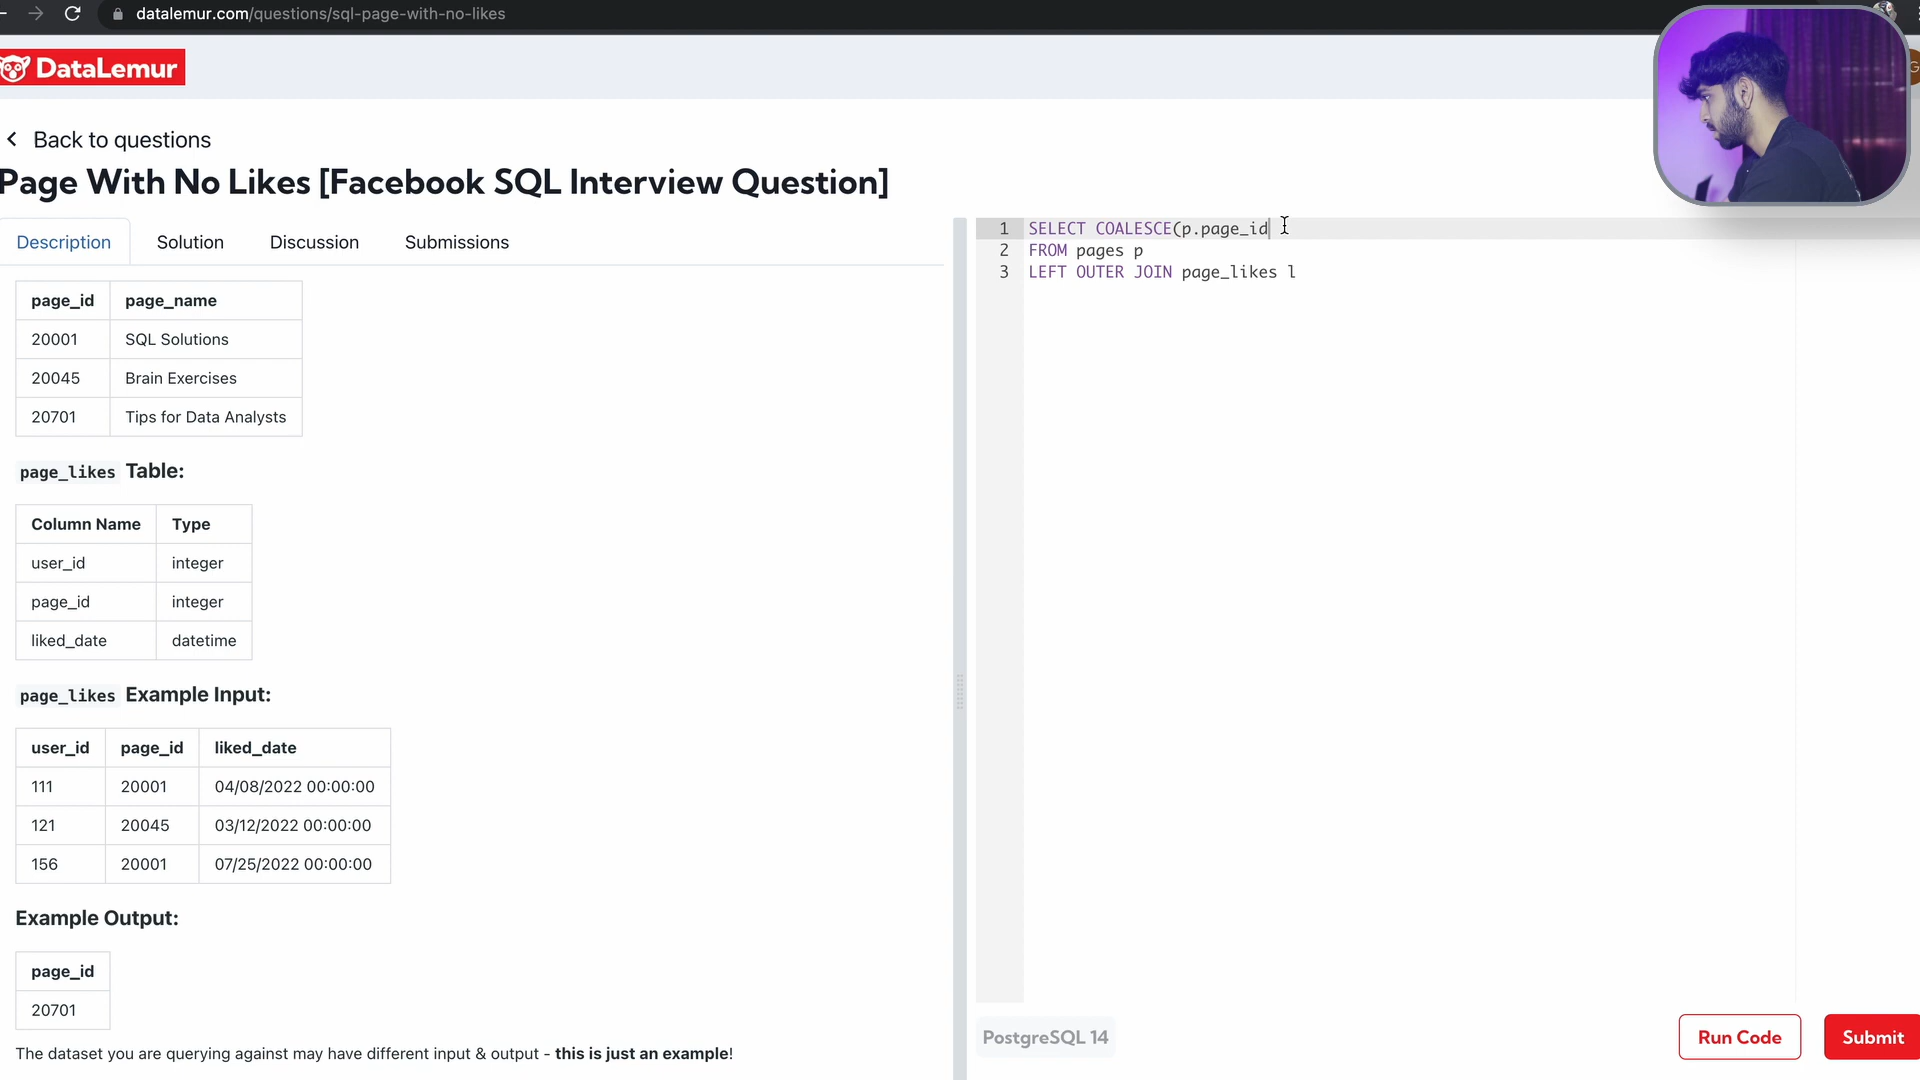 datalemur.com/questions/sql-page-with-no-likes
DataLemur
Back to questions
Page With No Likes [Facebook SQL Interview Question]
Description Solution Discussion Submissions
page_id page_name
20001 SQL Solutions
20045 Brain Exercises
20701 Tips for Data Analysts
page_likes Table:
Column Name Type
user_id integer
page_id integer
liked_date datetime
page_likes Example Input:
user_id page_id liked_date
111 20001 04/08/2022 00:00:00
121 20045 03/12/2022 00:00:00
156 20001 07/25/2022 00:00:00
Example Output:
page_id
20701
The dataset you are querying against may have different input & output - this is just an example!
1 SELECT COALESCE(p.page_id
2 FROM pages p
3 LEFT OUTER JOIN page_likes l
PostgreSQL 14
Run Code
Submit
G